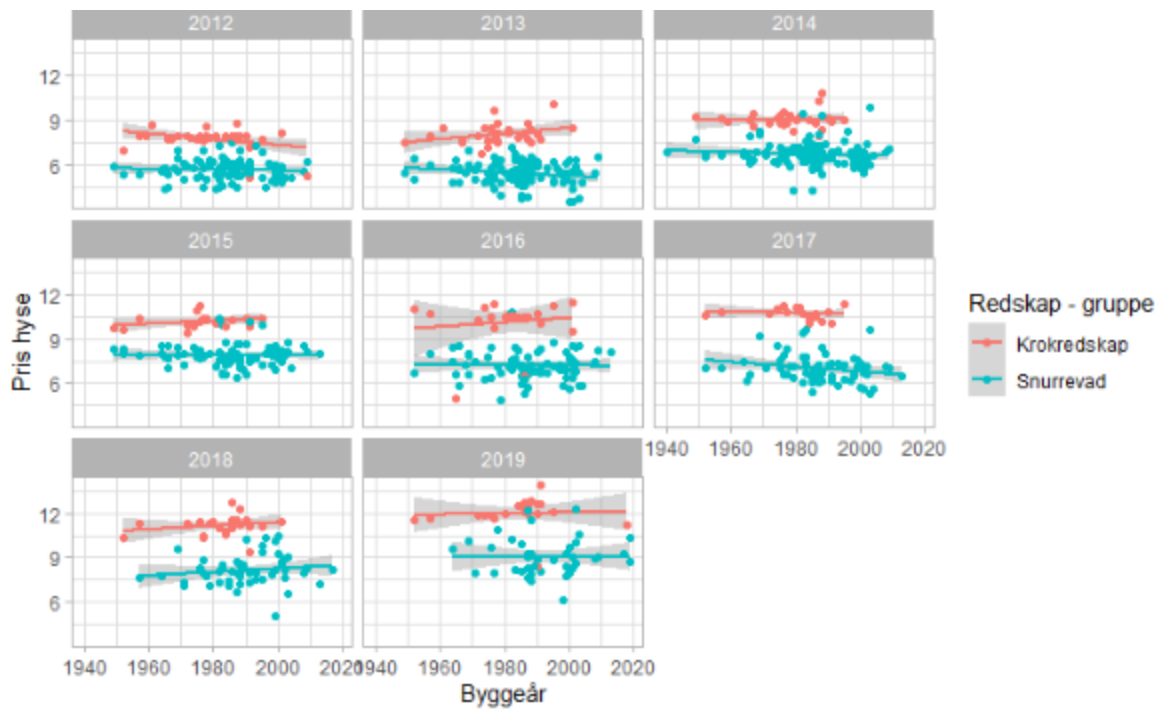 2012 2013 2014
12
9
6
2015 2016 2017
12
9
6
1940 1960 1980 2000 2020
2018 2019
12
9
6
1940 1960 1980 2000 2020 1940 1960 1980 2000 2020
Byggeår
Pris hyse
Redskap - gruppe
Krokredskap
Snurrevad